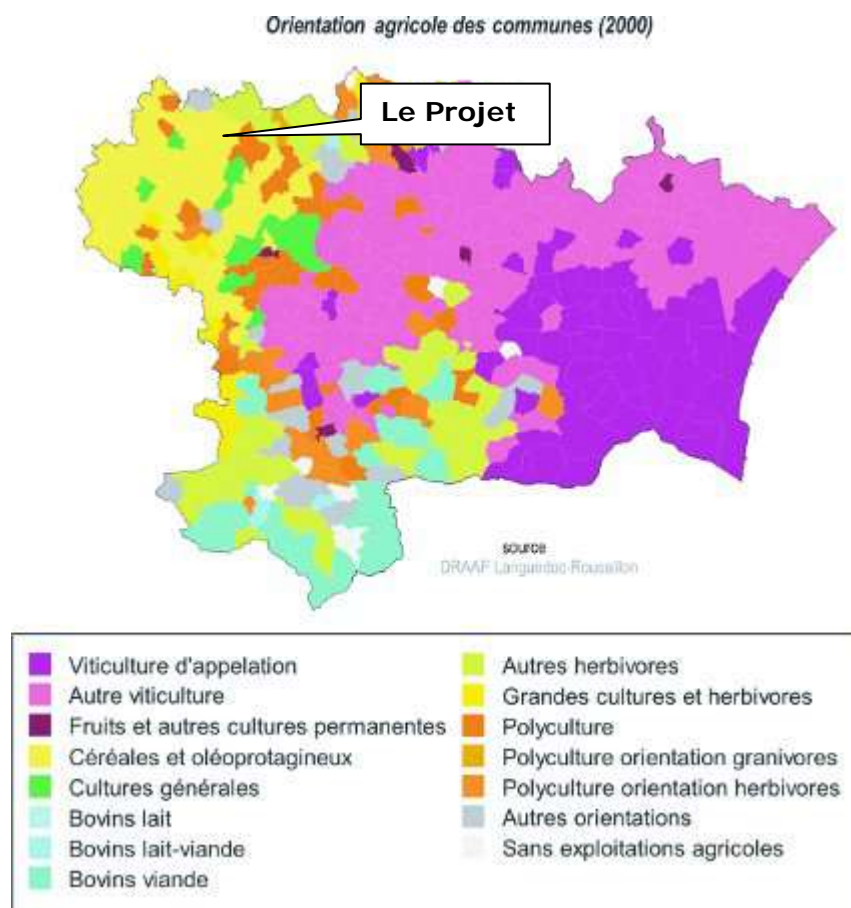 Orientation agricole des communes (2000)
Le Projet
source
DRAAF Languedoc-Roussillon
Viticulture d'appelation
Autre viticulture
Fruits et autres cultures permanentes
Céréales et oléoprotagineux
Cultures générales
Bovins lait
Bovins lait-viande
Bovins viande
Autres herbivores
Grandes cultures et herbivores
Polyculture
Polyculture orientation granivores
Polyculture orientation herbivores
Autres orientations
Sans exploitations agricoles